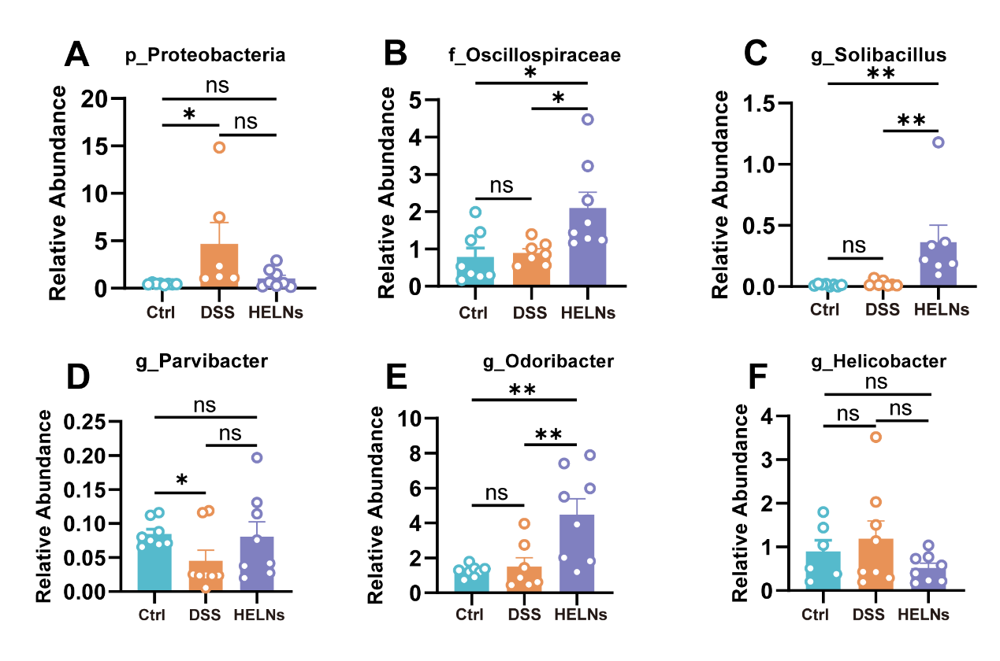 A
p_Proteobacteria
ns
*
ns
Relative Abundance
20
15
10
5
0
Ctrl
DSS
HELNs
B
f_Oscillospiraceae
*
*
ns
Relative Abundance
5
4
3
2
1
0
Ctrl
DSS
HELNs
C
g_Solibacillus
**
**
ns
Relative Abundance
1.5
1.0
0.5
0.0
Ctrl
DSS
HELNs
D
g_Parvibacter
ns
ns
*
Relative Abundance
0.25
0.20
0.15
0.10
0.05
0.00
Ctrl
DSS
HELNs
E
g_Odoribacter
**
**
ns
Relative Abundance
10
8
6
4
2
0
Ctrl
DSS
HELNs
F
g_Helicobacter
ns
ns
ns
Relative Abundance
4
3
2
1
0
Ctrl
DSS
HELNs